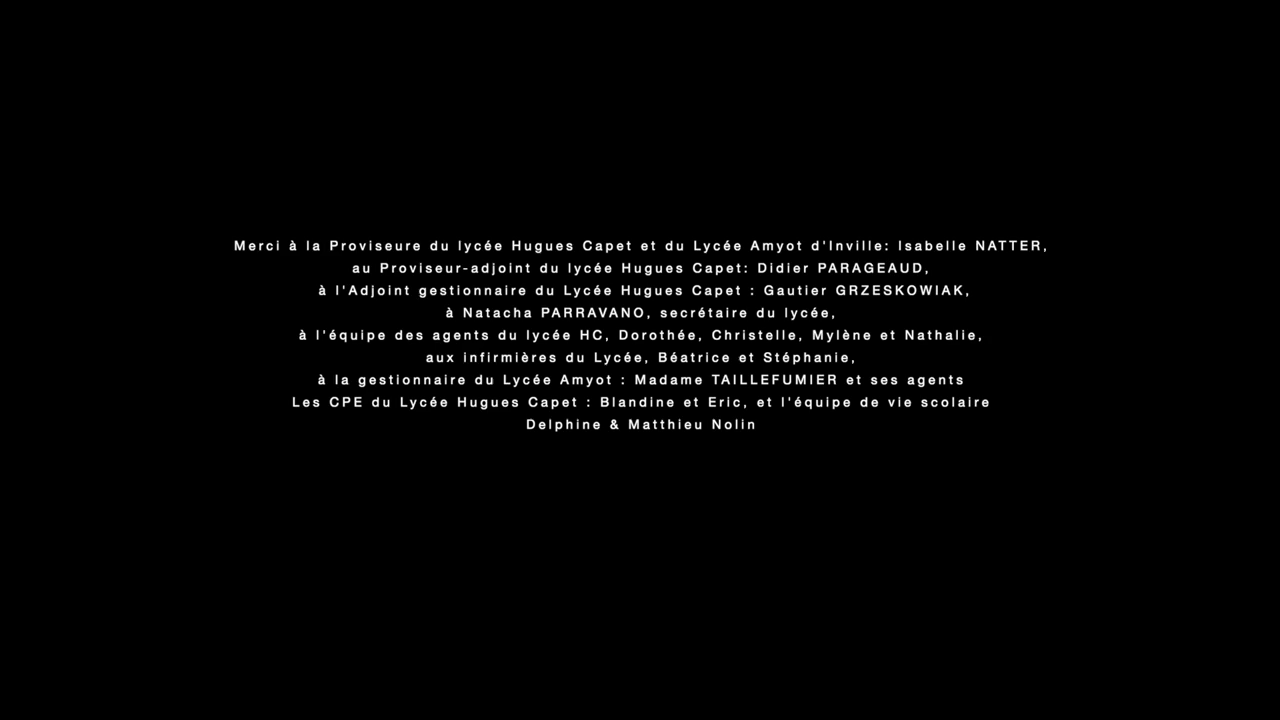 Merci à la Proviseure du lycée Hugues Capet et du Lycée Amyot d'Inville: Isabelle NATTER,
au Proviseur-adjoint du lycée Hugues Capet: Didier PARAGEAUD,
à l'Adjoint gestionnaire du Lycée Hugues Capet : Gautier GRZESKOWIAK,
à Natacha PARRAVANO, secrétaire du lycée,
à l'équipe des agents du lycée HC, Dorothée, Christelle, Mylène et Nathalie,
aux infirmières du Lycée, Béatrice et Stéphanie,
à la gestionnaire du Lycée Amyot : Madame TAILLEFUMIER et ses agents
Les CPE du Lycée Hugues Capet : Blandine et Eric, et l'équipe de vie scolaire
Delphine & Matthieu Nolin